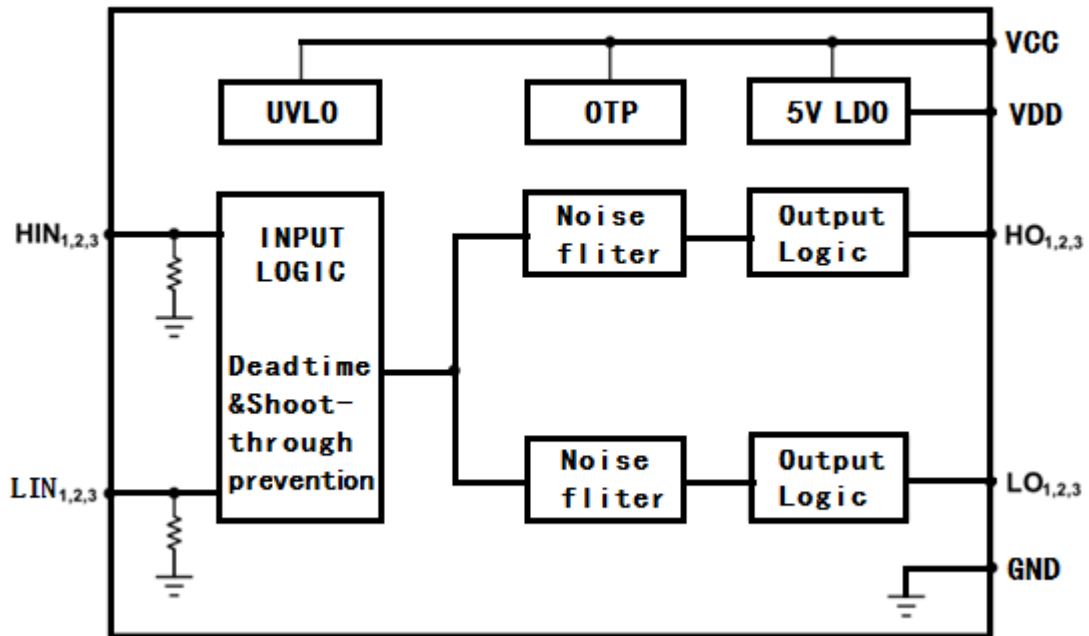 VCC
UVLO
OTP
5V LDO
VDD
HIN1,2,3
INPUT
LOGIC
Deadtime
&Shoot-
through
prevention
LIN1,2,3
Noise
fliter
Output
Logic
HO1,2,3
Noise
fliter
Output
Logic
LO1,2,3
GND